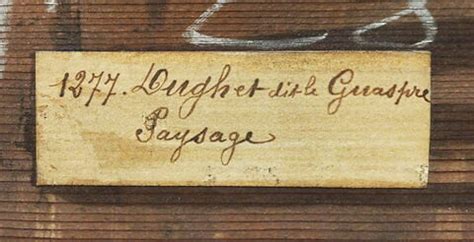 1277. Dughet dit le Guaspre
Paysage